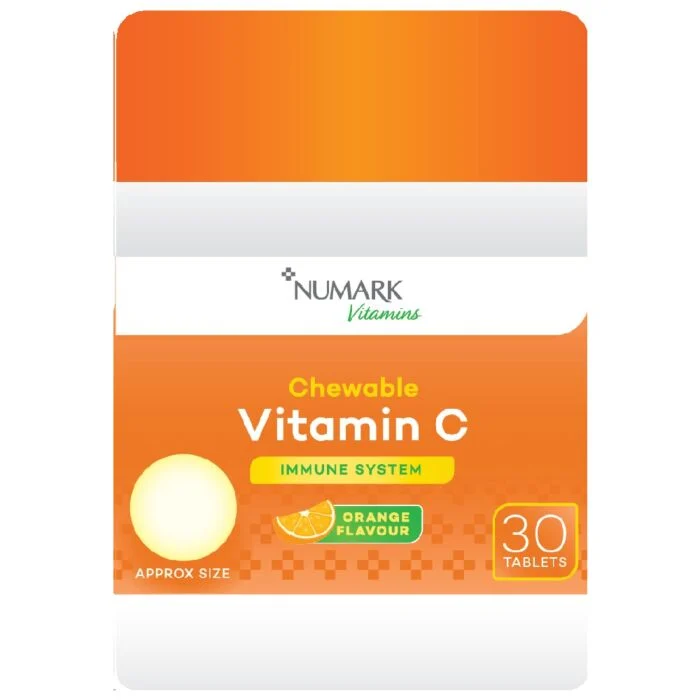 NUMARK
Vitamins
Chewable
Vitamin C
IMMUNE SYSTEM
ORANGE
FLAVOUR
APPROX SIZE
30
TABLETS